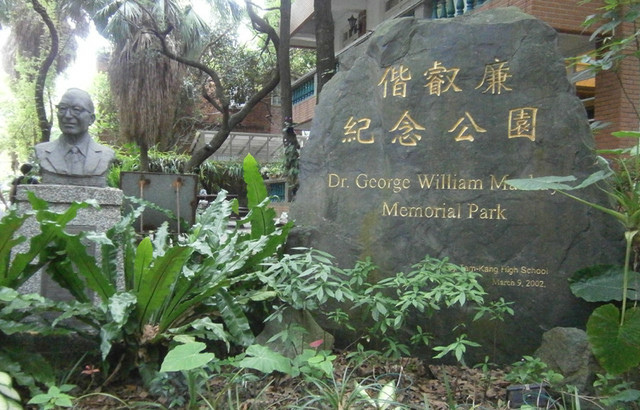 偕叡廉
紀念公園
Dr. George William
Memorial Park
High School
March 9, 2002.